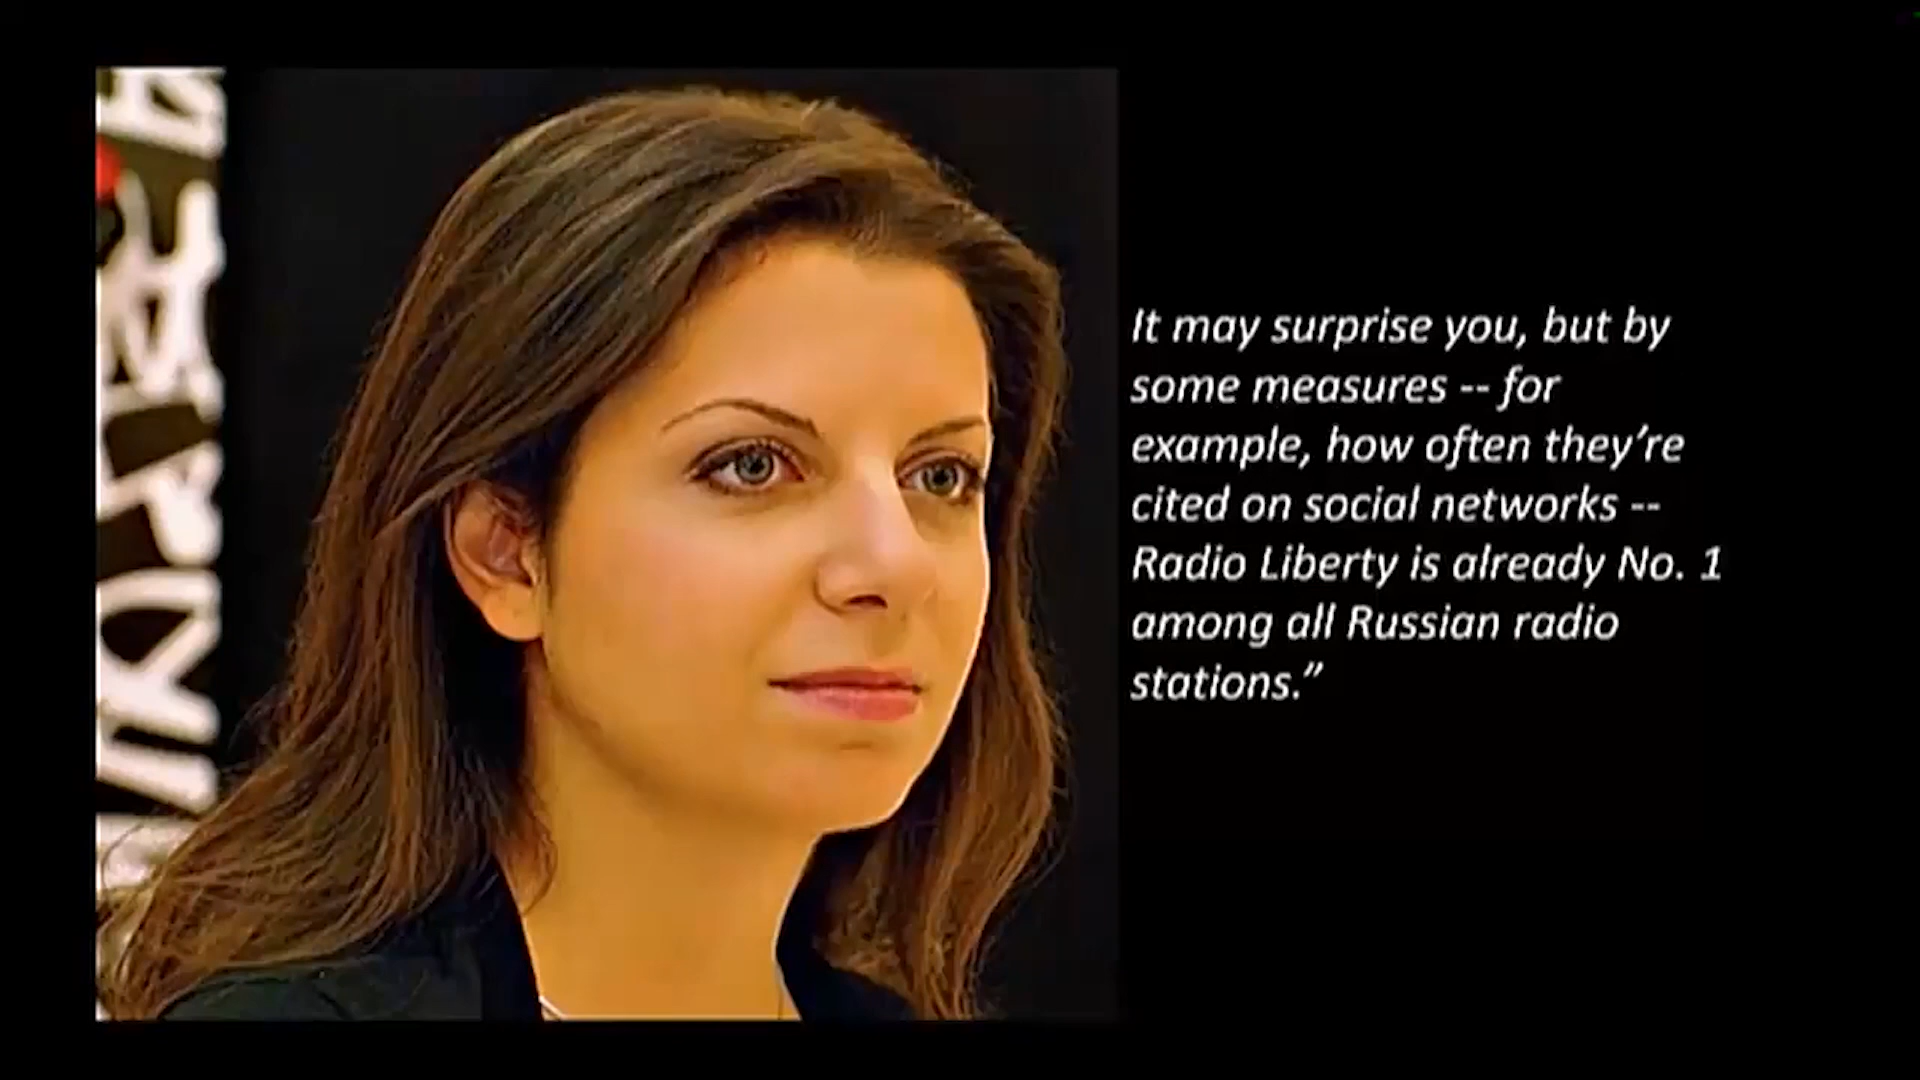 It may surprise you, but by
some measures -- for
example, how often they’re
cited on social networks --
Radio Liberty is already No. 1
among all Russian radio
stations.”